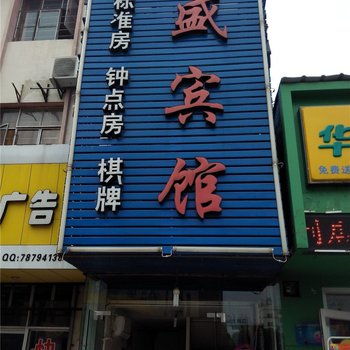 盛宾馆
标准房 钟点房 棋牌
广告
QQ:78794138
华
免费送